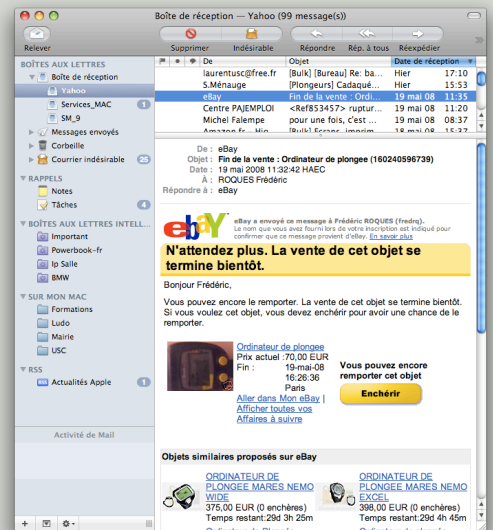 Boîte de réception — Yahoo (99 message(s))
Relever Supprimer Indésirable Répondre Rép. à tous Réexpédier
BOÎTES AUX LETTRES
Boîte de réception
Yahoo
Services_MAC 1
SM_9
Messages envoyés
Corbeille
Courrier indésirable 25
RAPPELS
Notes
Tâches 4
BOÎTES AUX LETTRES INTELL...
Important
Powerbook-fr
Ip Salle
BMW
SUR MON MAC
Formations
Ludo
Mairie
USC
RSS
Actualités Apple 1
Activité de Mail
De Objet Date de réception
laurentusc@free.fr [Bulk] [Bureau] Re: ba... Hier 17:10
S.Ménauge [Plongeurs] Cadaqué... Hier 15:53
eBay Fin de la vente : Ordi... 19 mai 08 11:35
Centre PAJEMPLOI <Ref853457> ruptur... 19 mai 08 11:20
Michel Falempe pour une fois, c'est ... 19 mai 08 08:37
De : eBay
Objet : Fin de la vente : Ordinateur de plongee (160240596739)
Date : 19 mai 2008 11:32:42 HAEC
À : ROQUES Frédéric
Répondre à : eBay
ebY
eBay a envoyé ce message à Frédéric ROQUES (fredrq).
Le nom que vous avez fourni lors de votre inscription est indiqué pour
confirmer que ce message provient d'eBay. En savoir plus
N'attendez plus. La vente de cet objet se
termine bientôt.
Bonjour Frédéric,
Vous pouvez encore le remporter. La vente de cet objet se termine bientôt.
Si vous voulez cet objet, vous devez enchérir pour avoir une chance de le
remporter.
Ordinateur de plongee
Prix actuel :70,00 EUR
Fin : 19-mai-08
16:26:36
Paris
Aller dans Mon eBay |
Afficher toutes vos
Affaires à suivre
Vous pouvez encore
remporter cet objet
Enchérir
Objets similaires proposés sur eBay
ORDINATEUR DE
PLONGEE MARES NEMO
WIDE
375,00 EUR (0 enchères)
Temps restant:29d 3h 25m
ORDINATEUR DE
PLONGEE MARES NEMO
EXCEL
398,00 EUR (0 enchères)
Temps restant:29d 4h 45m